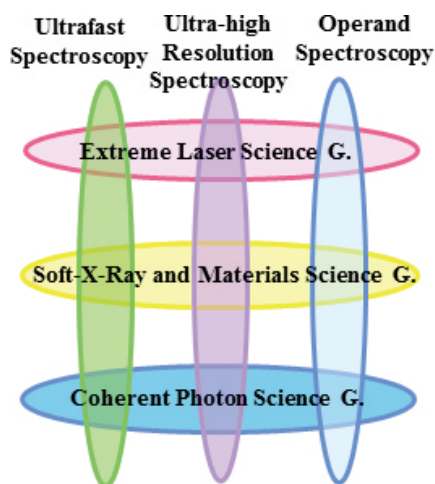 Ultrafast
Spectroscopy
Ultra-high
Resolution
Spectroscopy
Operand
Spectroscopy
Extreme Laser Science G.
Soft-X-Ray and Materials Science G.
Coherent Photon Science G.